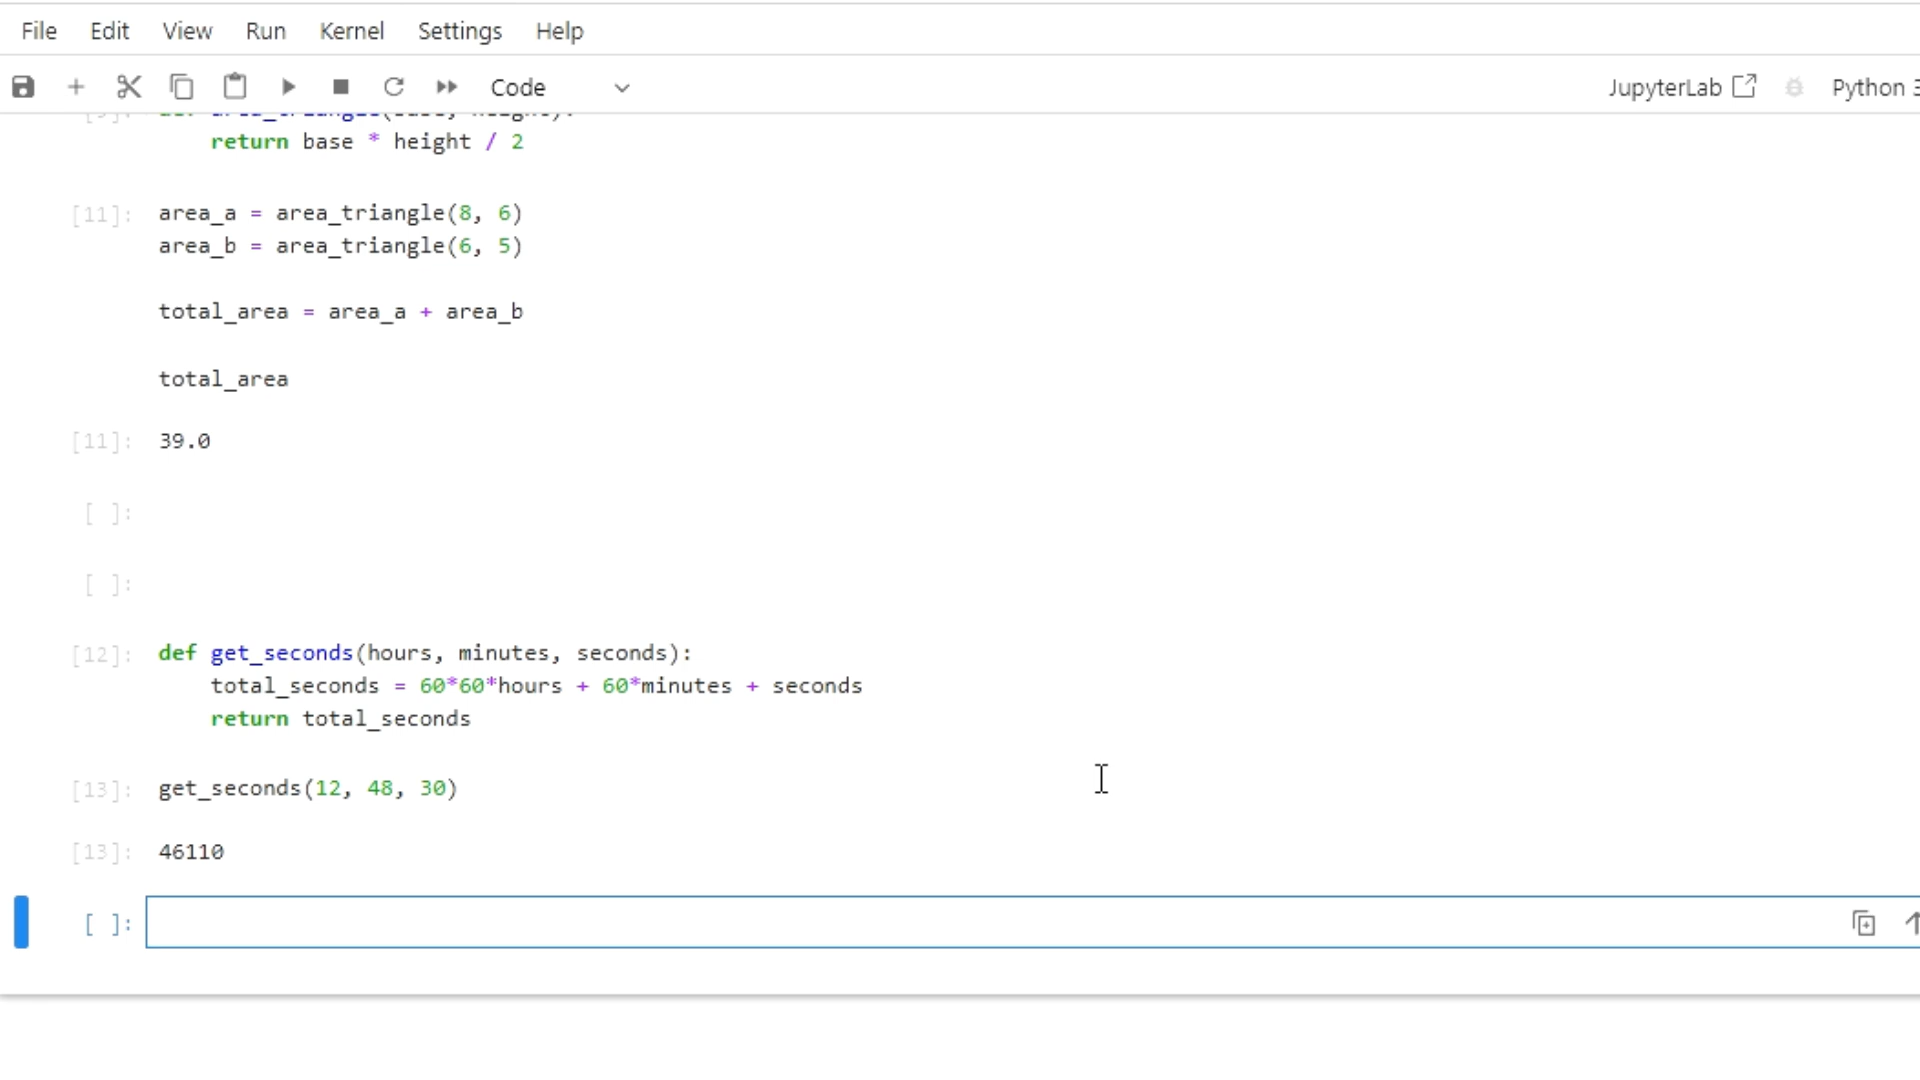 File Edit View Run Kernel Settings Help
Code JupyterLab Python 3
return base * height / 2
[11]: area_a = area_triangle(8, 6)
area_b = area_triangle(6, 5)
total_area = area_a + area_b
total_area
[11]: 39.0
[ ]:
[ ]:
[12]: def get_seconds(hours, minutes, seconds):
total_seconds = 60*60*hours + 60*minutes + seconds
return total_seconds
[13]: get_seconds(12, 48, 30)
[13]: 46110
[ ]: